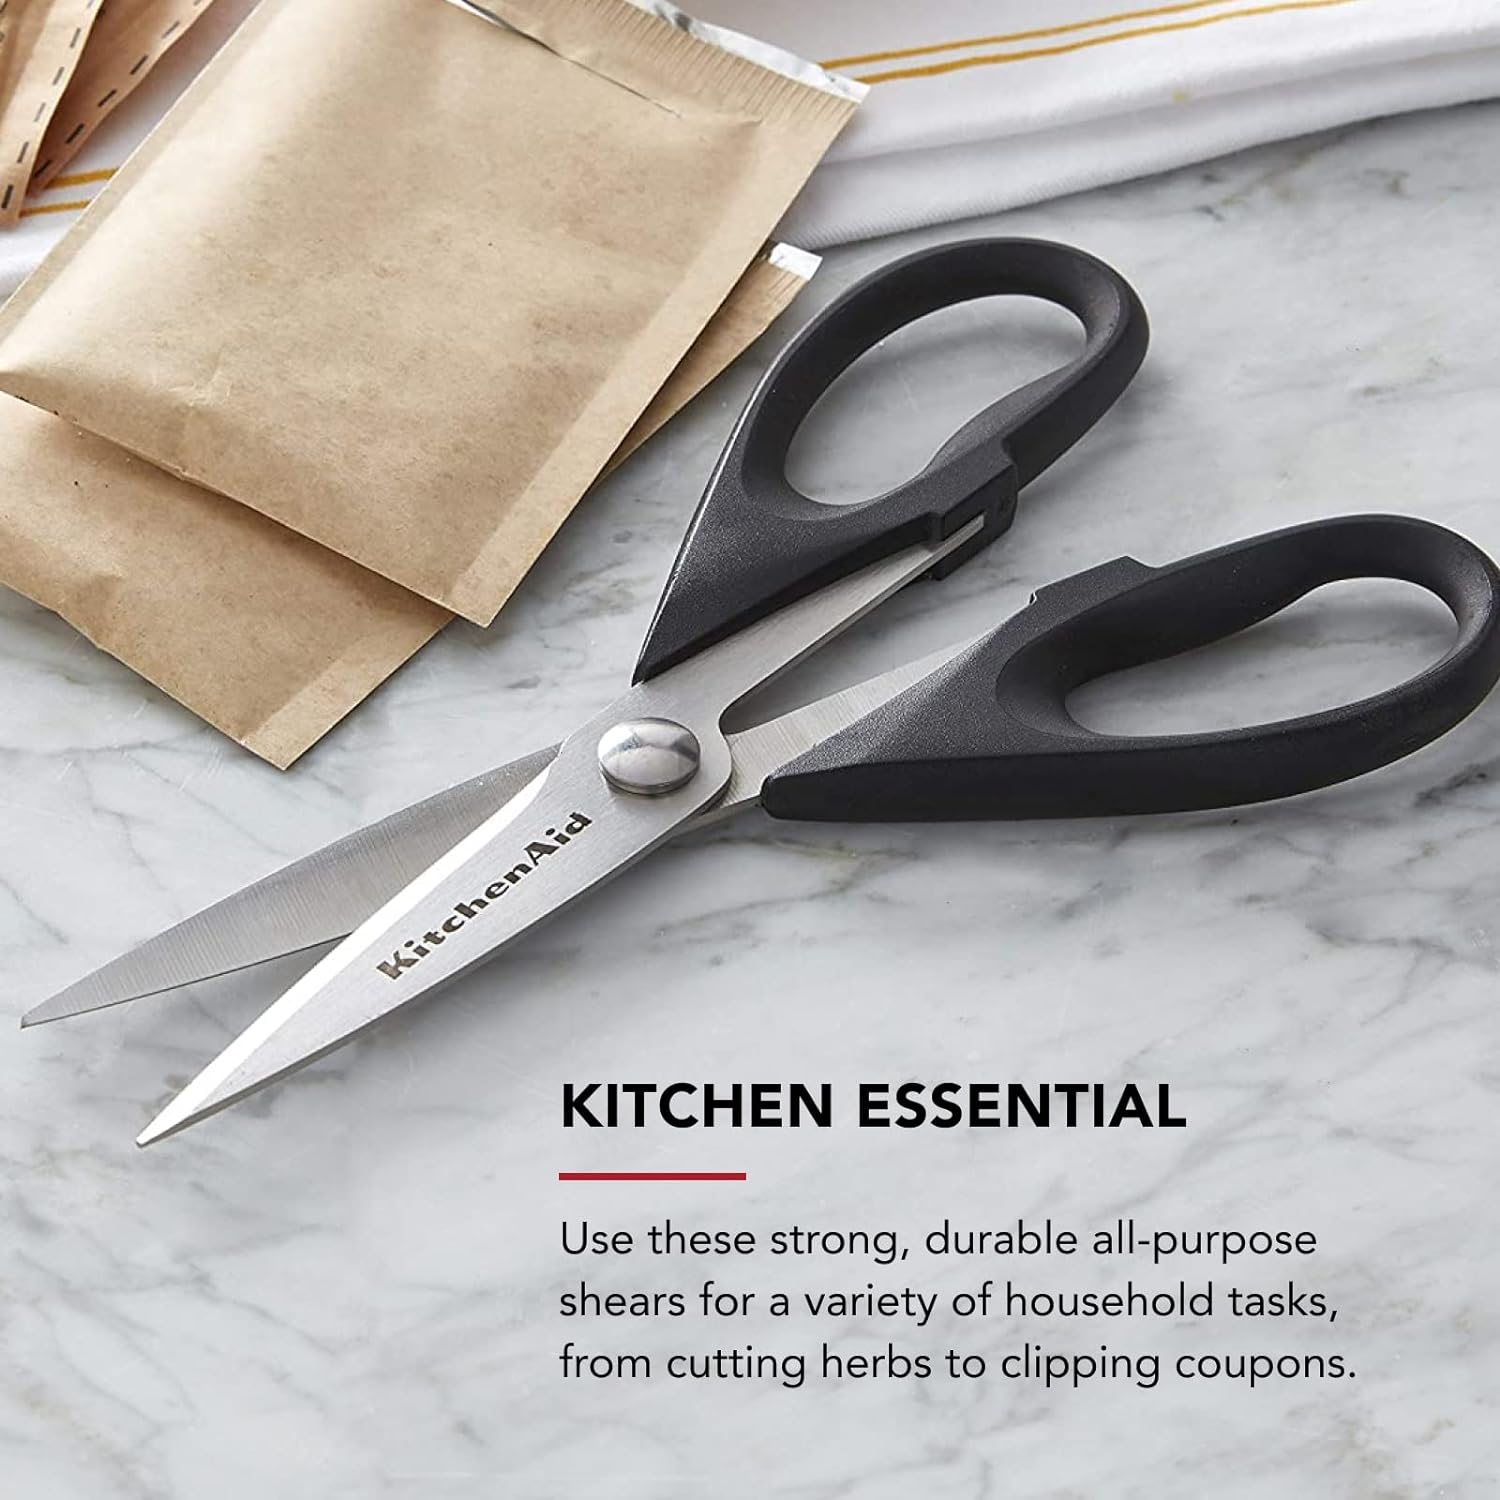 KitchenAid
KITCHEN ESSENTIAL
Use these strong, durable all-purpose
shears for a variety of household tasks,
from cutting herbs to clipping coupons.